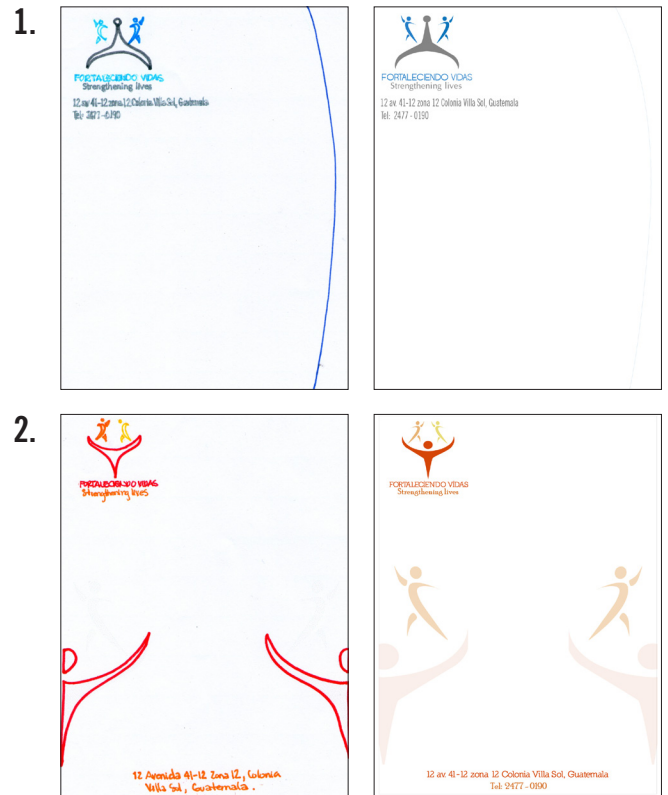 1.
FORTALECIENDO VIDAS
Strengthening lives
12 av 41-12 zona 12 Colonia Villa Sol, Guatemala
Tel: 2477-0190
FORTALECIENDO VIDAS
Strengthening lives
12 av. 41-12 zona 12 Colonia Villa Sol, Guatemala
Tel: 2477 - 0190
2.
FORTALECIENDO VIDAS
Strengthening lives
12 Avenida 41-12 Zona 12, Colonia
Villa Sol, Guatemala.
FORTALECIENDO VIDAS
Strengthening lives
12 av. 41-12 zona 12 Colonia Villa Sol, Guatemala
Tel: 2477 - 0190